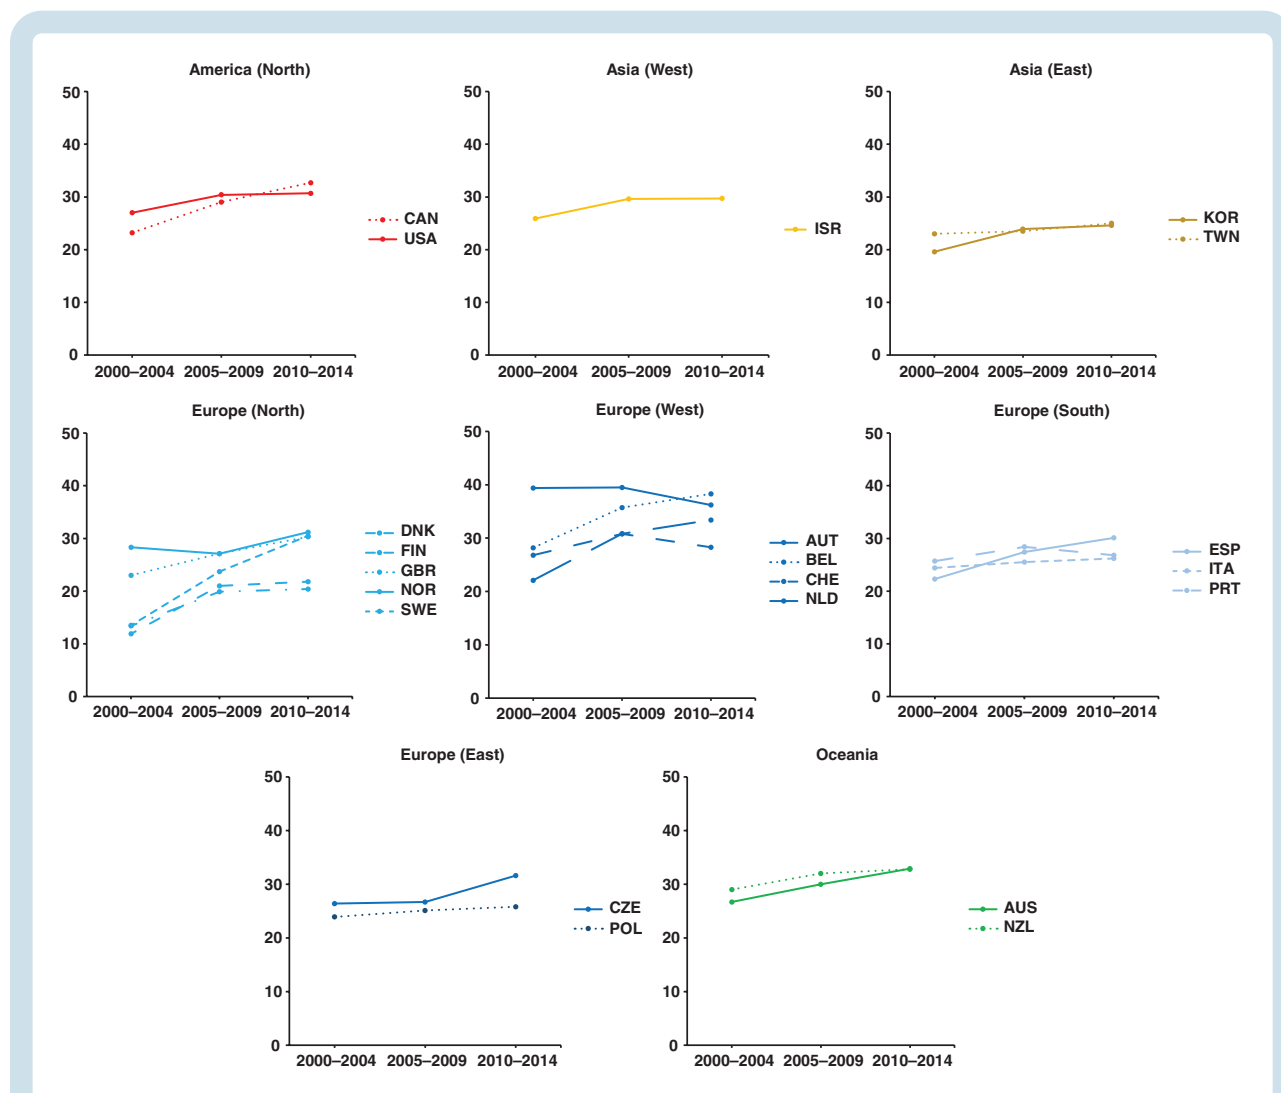 America (North)
50
40
30
20
10
0
2000–2004 2005–2009 2010–2014
CAN
USA
Asia (West)
50
40
30
20
10
0
2000–2004 2005–2009 2010–2014
ISR
Asia (East)
50
40
30
20
10
0
2000–2004 2005–2009 2010–2014
KOR
TWN
Europe (North)
50
40
30
20
10
0
2000–2004 2005–2009 2010–2014
DNK
FIN
GBR
NOR
SWE
Europe (West)
50
40
30
20
10
0
2000–2004 2005–2009 2010–2014
AUT
BEL
CHE
NLD
Europe (South)
50
40
30
20
10
0
2000–2004 2005–2009 2010–2014
ESP
ITA
PRT
Europe (East)
50
40
30
20
10
0
2000–2004 2005–2009 2010–2014
CZE
POL
Oceania
50
40
30
20
10
0
2000–2004 2005–2009 2010–2014
AUS
NZL